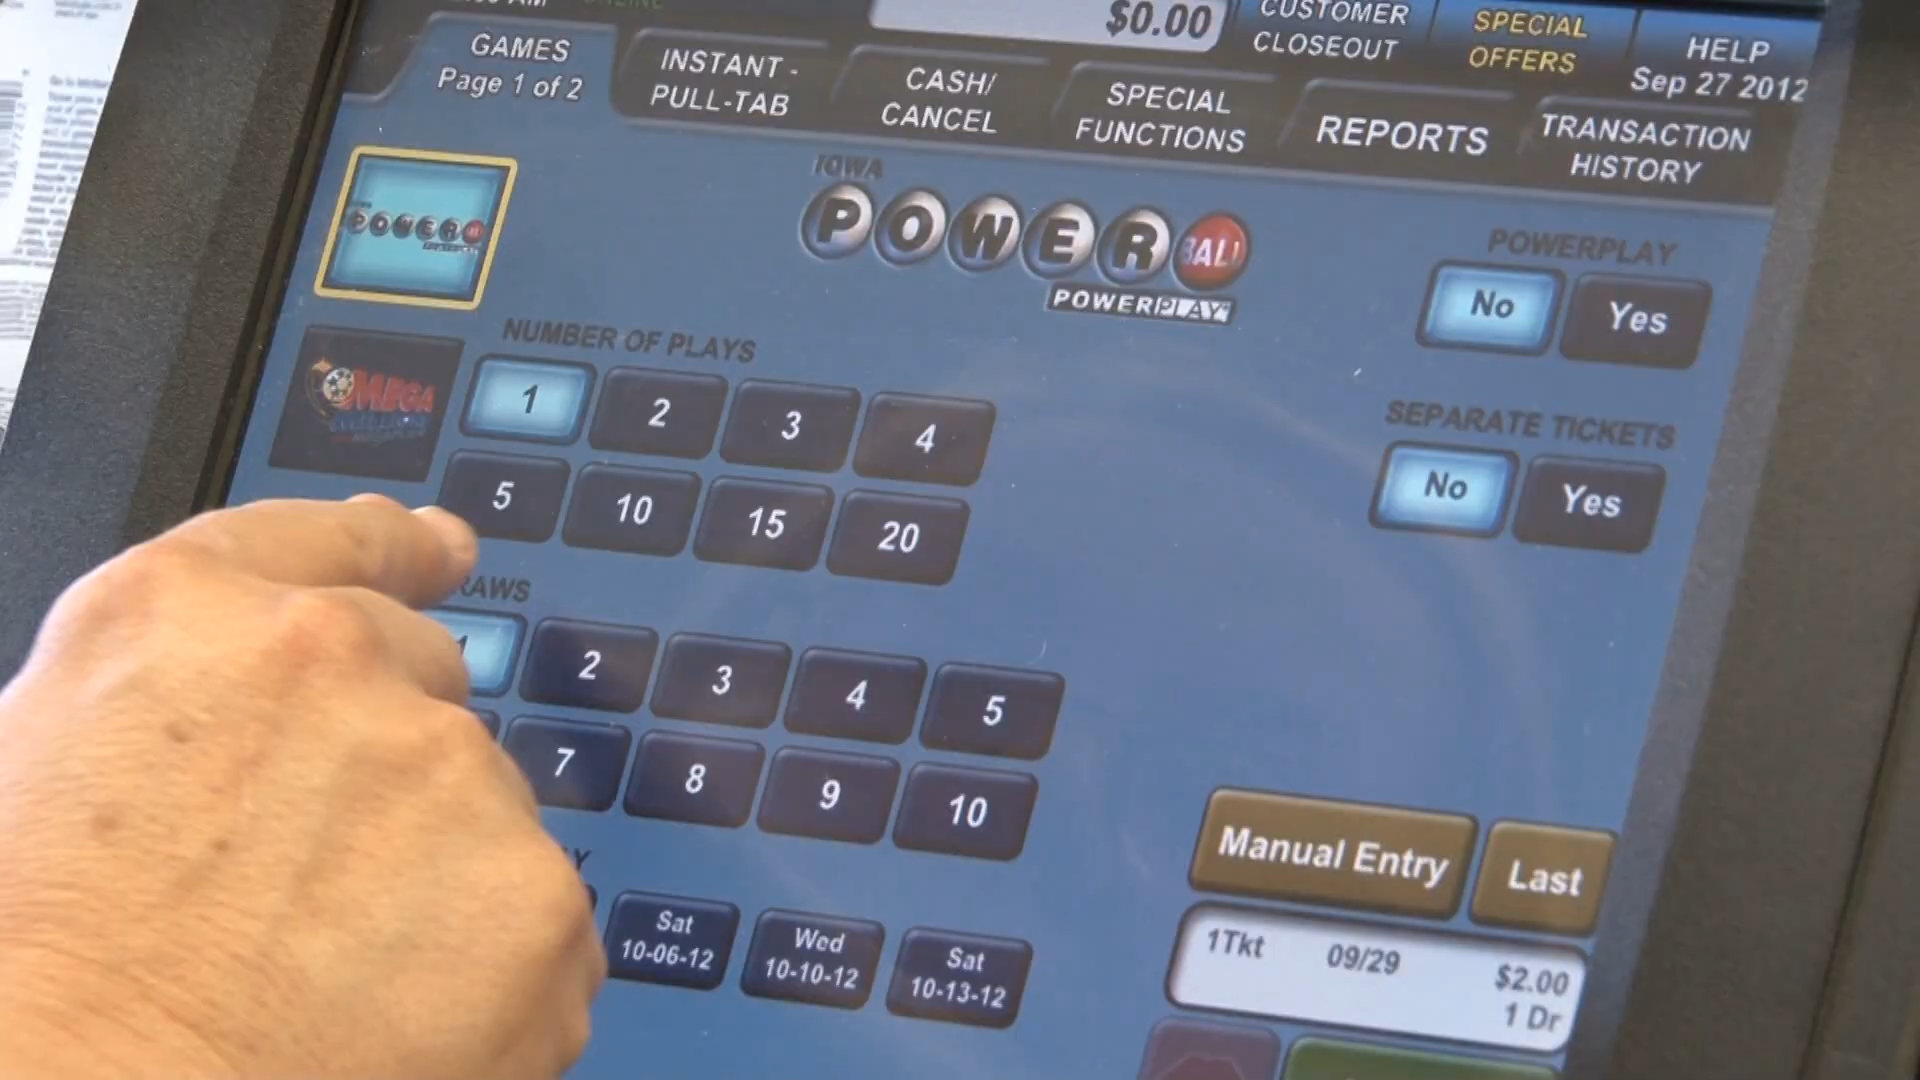 $0.00
CUSTOMER
CLOSEOUT
SPECIAL
OFFERS
HELP
Sep 27 2012
GAMES
Page 1 of 2
INSTANT -
PULL-TAB
CASH/
CANCEL
SPECIAL
FUNCTIONS
REPORTS
TRANSACTION
HISTORY
POWER
IOWA
POWERBALL
POWERPLAY
POWERPLAY
No Yes
MEGA
NUMBER OF PLAYS
1 2 3 4
5 10 15 20
SEPARATE TICKETS
No Yes
RAWS
1 2 3 4 5
7 8 9 10
Sat
10-06-12
Wed
10-10-12
Sat
10-13-12
Manual Entry
Last
1Tkt 09/29 $2.00
1 Dr